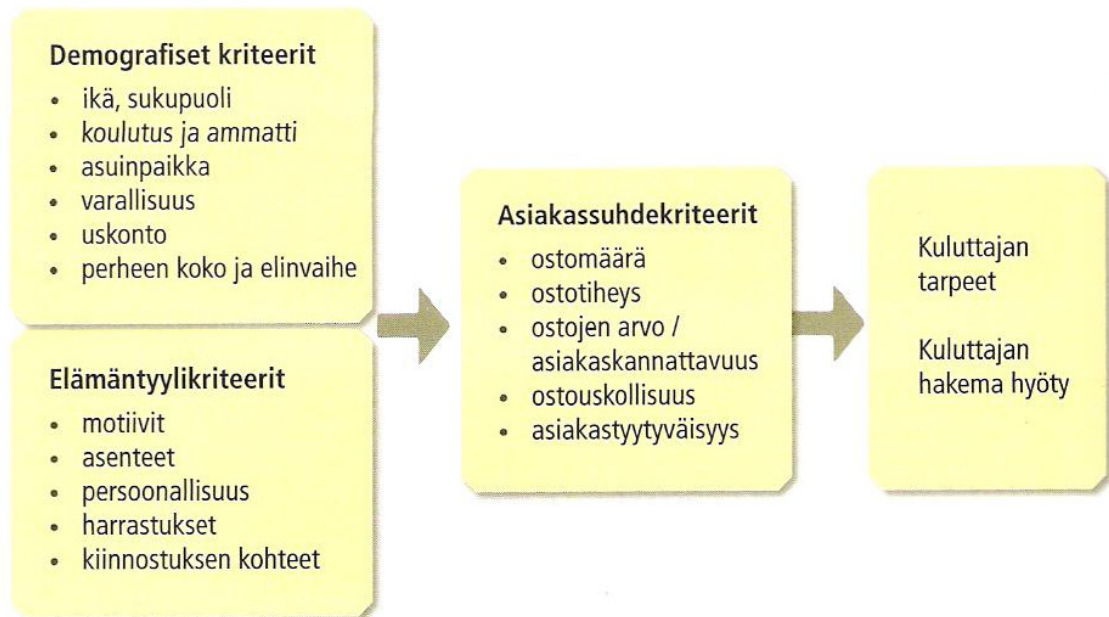 Demografiset kriteerit
• ikä, sukupuoli
• koulutus ja ammatti
• asuinpaikka
• varallisuus
• uskonto
• perheen koko ja elinvaihe
Elämäntyylikriteerit
• motiivit
• asenteet
• persoonallisuus
• harrastukset
• kiinnostuksen kohteet
Asiakassuhdekriteerit
• ostomäärä
• ostotiheys
• ostojen arvo /
asiakaskannattavuus
• ostouskollisuus
• asiakastyytyväisyys
Kuluttajan
tarpeet
Kuluttajan
hakema hyöty